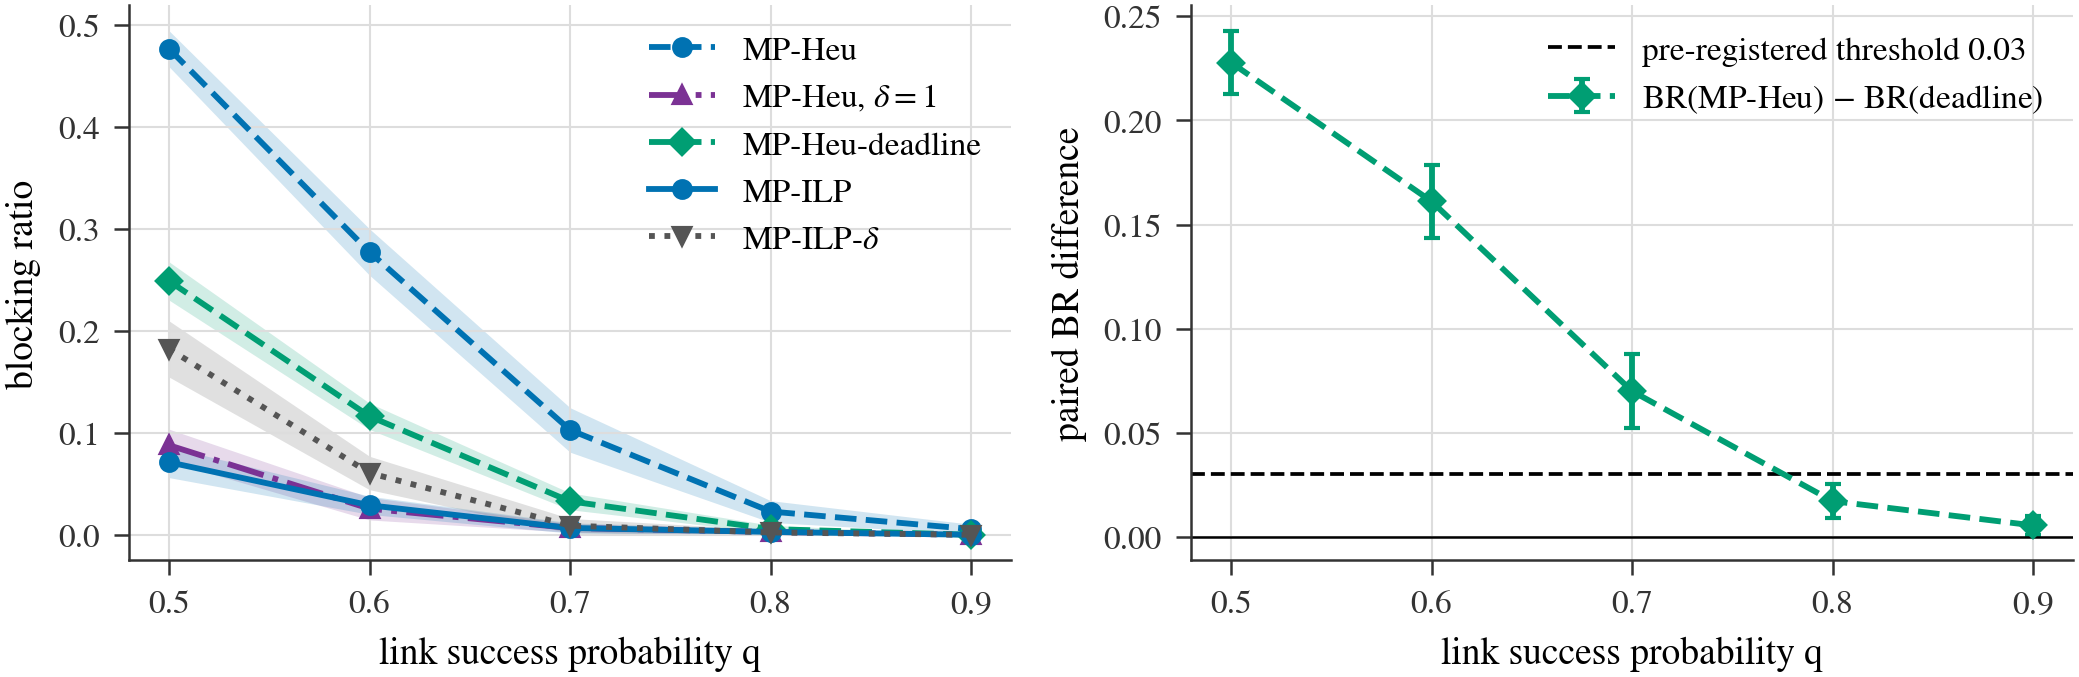 blocking ratio
0.5
0.4
0.3
0.2
0.1
0.0
MP-Heu
MP-Heu, δ = 1
MP-Heu-deadline
MP-ILP
MP-ILP-δ
0.5 0.6 0.7 0.8 0.9
link success probability q
paired BR difference
0.25
0.20
0.15
0.10
0.05
0.00
pre-registered threshold 0.03
BR(MP-Heu) − BR(deadline)
0.5 0.6 0.7 0.8 0.9
link success probability q